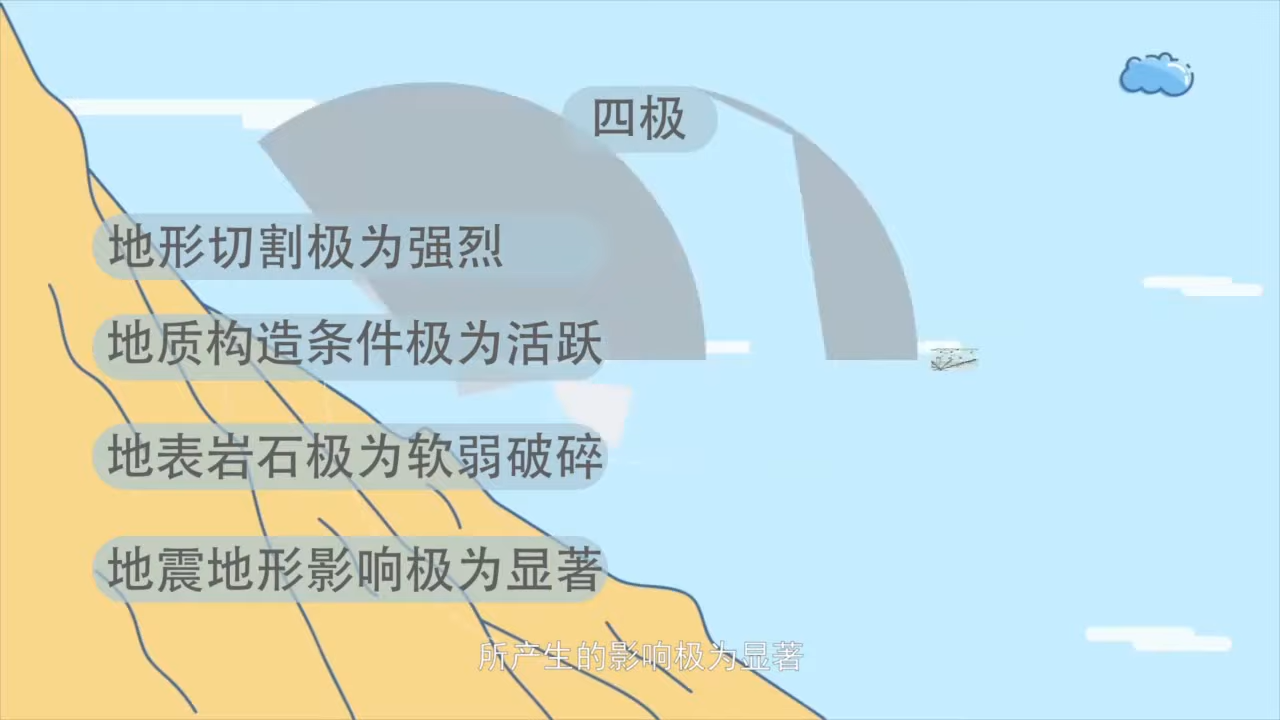 四极
地形切割极为强烈
地质构造条件极为活跃
地表岩石极为软弱破碎
地震地形影响极为显著
所产生的影响极为显著